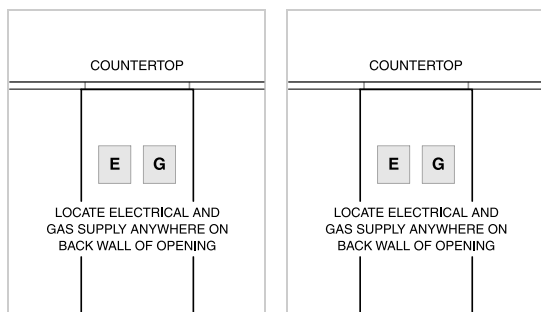 COUNTERTOP
E G
LOCATE ELECTRICAL AND
GAS SUPPLY ANYWHERE ON
BACK WALL OF OPENING
COUNTERTOP
E G
LOCATE ELECTRICAL AND
GAS SUPPLY ANYWHERE ON
BACK WALL OF OPENING